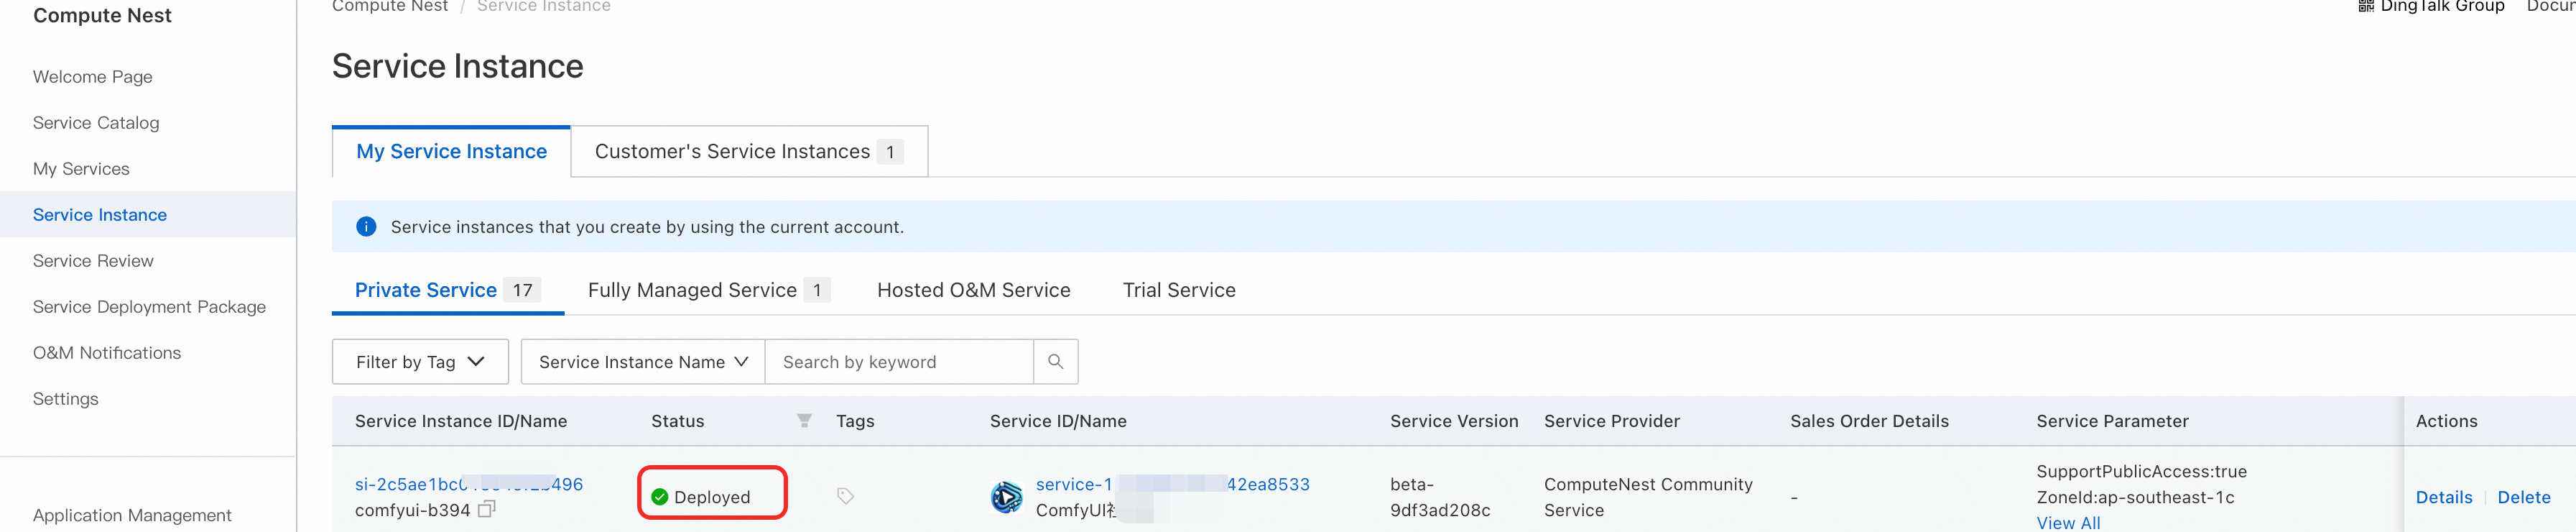 Compute Nest
Compute Nest / Service Instance
DingTalk Group
Welcome Page
Service Catalog
My Services
Service Instance
Service Review
Service Deployment Package
O&M Notifications
Settings
Application Management
Service Instance
My Service Instance
Customer's Service Instances 1
Service instances that you create by using the current account.
Private Service 17
Fully Managed Service 1
Hosted O&M Service
Trial Service
Filter by Tag
Service Instance Name
Search by keyword
Service Instance ID/Name
Status
Tags
Service ID/Name
Service Version
Service Provider
Sales Order Details
Service Parameter
Actions
si-2c5ae1bc
496
comfyui-b394
Deployed
service-1
42ea8533
ComfyUI
beta-
9df3ad208c
ComputeNest Community
Service
-
SupportPublicAccess:true
ZoneId:ap-southeast-1c
View All
Details
Delete